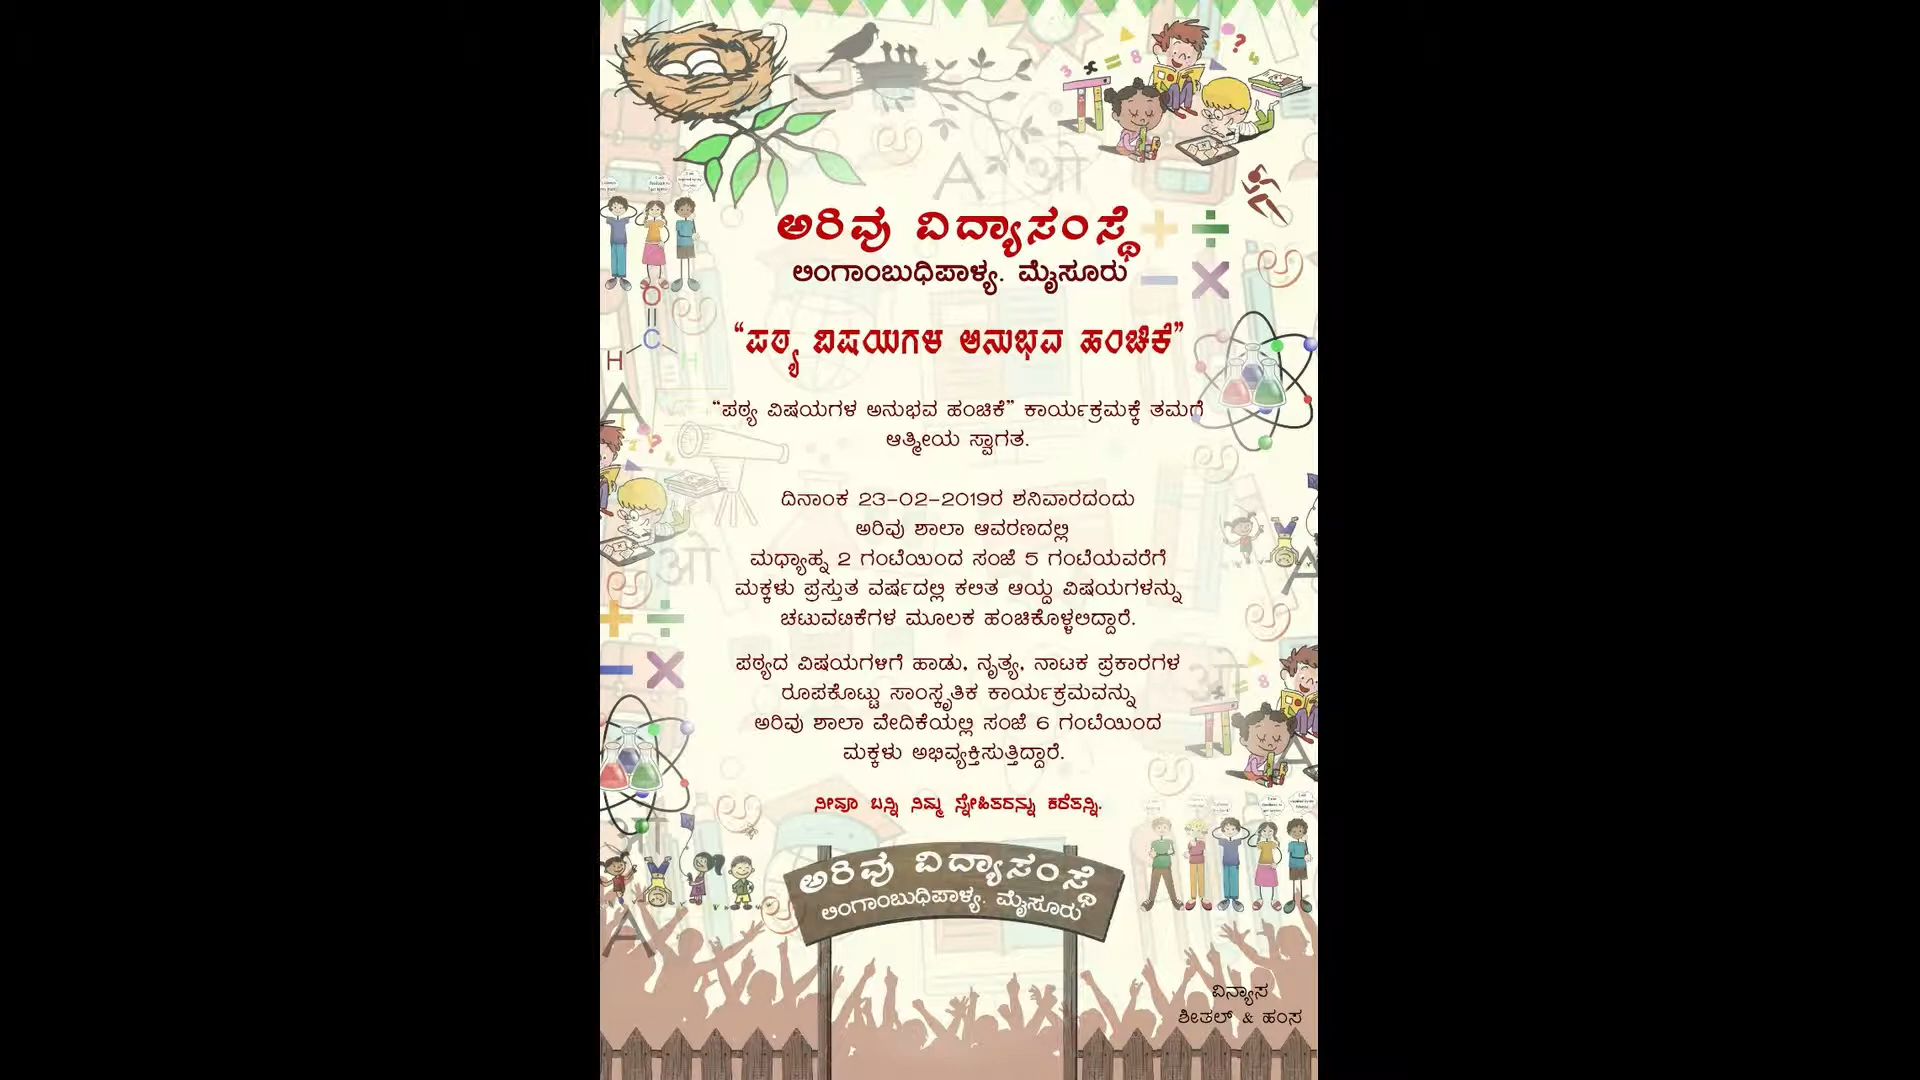 ಅರಿವು ವಿದ್ಯಾಸಂಸ್ಥೆ
ಲಿಂಗಾಂಬುಧಿಪಾಳ್ಯ. ಮೈಸೂರು
“ಪಠ್ಯ ವಿಷಯಗಳ ಅನುಭವ ಹಂಚಿಕೆ”
“ಪಠ್ಯ ವಿಷಯಗಳ ಅನುಭವ ಹಂಚಿಕೆ” ಕಾರ್ಯಕ್ರಮಕ್ಕೆ ತಮಗೆ
ಆತ್ಮೀಯ ಸ್ವಾಗತ.
ದಿನಾಂಕ 23-02-2019ರ ಶನಿವಾರದಂದು
ಅರಿವು ಶಾಲಾ ಆವರಣದಲ್ಲಿ
ಮಧ್ಯಾಹ್ನ 2 ಗಂಟೆಯಿಂದ ಸಂಜೆ 5 ಗಂಟೆಯವರೆಗೆ
ಮಕ್ಕಳು ಪ್ರಸ್ತುತ ವರ್ಷದಲ್ಲಿ ಕಲಿತ ಆಯ್ದ ವಿಷಯಗಳನ್ನು
ಚಟುವಟಿಕೆಗಳ ಮೂಲಕ ಹಂಚಿಕೊಳ್ಳಲಿದ್ದಾರೆ.
ಪಠ್ಯದ ವಿಷಯಗಳಿಗೆ ಹಾಡು, ನೃತ್ಯ, ನಾಟಕ ಪ್ರಕಾರಗಳ
ರೂಪಕೊಟ್ಟು ಸಾಂಸ್ಕೃತಿಕ ಕಾರ್ಯಕ್ರಮವನ್ನು
ಅರಿವು ಶಾಲಾ ವೇದಿಕೆಯಲ್ಲಿ ಸಂಜೆ 6 ಗಂಟೆಯಿಂದ
ಮಕ್ಕಳು ಅಭಿವ್ಯಕ್ತಿಸುತ್ತಿದ್ದಾರೆ.
ನೀವೂ ಬನ್ನಿ ನಿಮ್ಮ ಸ್ನೇಹಿತರನ್ನು ಕರೆತನ್ನಿ.
ಅರಿವು ವಿದ್ಯಾಸಂಸ್ಥೆ
ಲಿಂಗಾಂಬುಧಿಪಾಳ್ಯ. ಮೈಸೂರು
ವಿನ್ಯಾಸ
ಶೀತಲ್ & ಹಂಸ